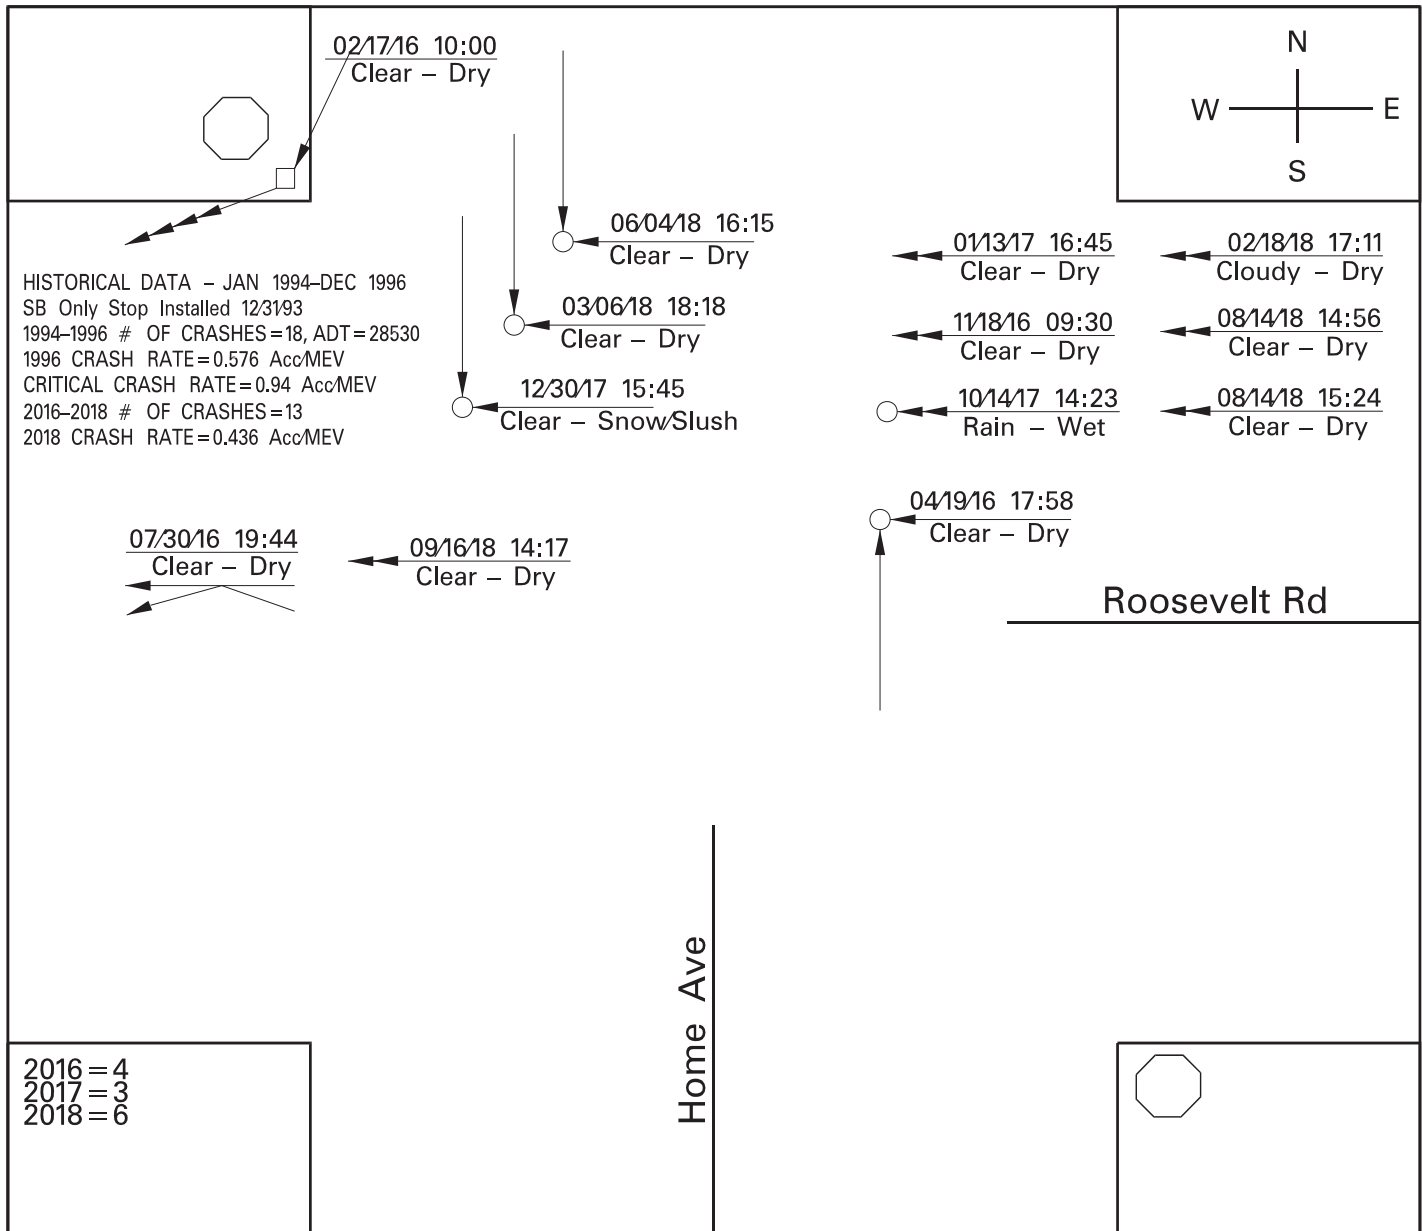 02/17/16 10:00
Clear – Dry
N
W E
S
06/04/18 16:15
Clear – Dry
01/13/17 16:45
Clear – Dry
02/18/18 17:11
Cloudy – Dry
HISTORICAL DATA – JAN 1994–DEC 1996
SB Only Stop Installed 12/31/93
1994–1996 # OF CRASHES=18, ADT=28530
1996 CRASH RATE=0.576 Acc/MEV
CRITICAL CRASH RATE=0.94 Acc/MEV
2016–2018 # OF CRASHES=13
2018 CRASH RATE=0.436 Acc/MEV
03/06/18 18:18
Clear – Dry
11/18/16 09:30
Clear – Dry
08/14/18 14:56
Clear – Dry
12/30/17 15:45
Clear – Snow/Slush
10/14/17 14:23
Rain – Wet
08/14/18 15:24
Clear – Dry
04/19/16 17:58
Clear – Dry
07/30/16 19:44
Clear – Dry
09/16/18 14:17
Clear – Dry
Roosevelt Rd
Home Ave
2016=4
2017=3
2018=6